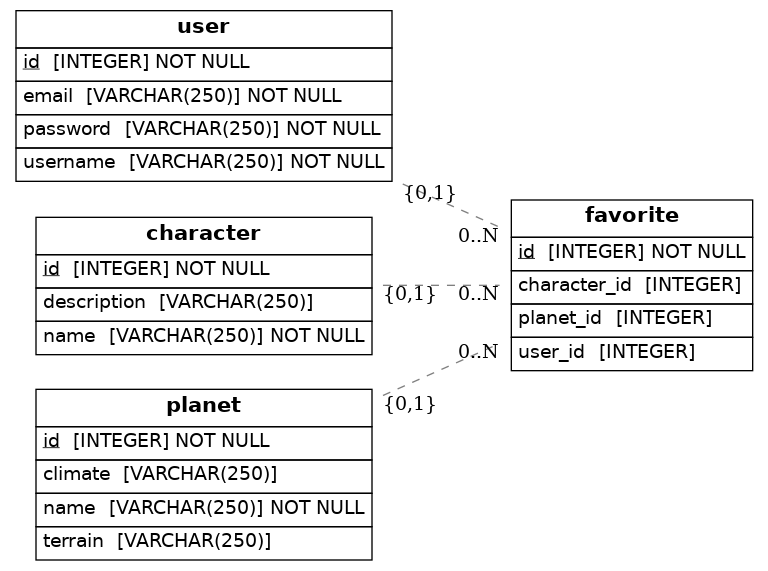 user
id [INTEGER] NOT NULL
email [VARCHAR(250)] NOT NULL
password [VARCHAR(250)] NOT NULL
username [VARCHAR(250)] NOT NULL
{0,1}
0..N
character
id [INTEGER] NOT NULL
description [VARCHAR(250)]
name [VARCHAR(250)] NOT NULL
{0,1}
0..N
planet
id [INTEGER] NOT NULL
climate [VARCHAR(250)]
name [VARCHAR(250)] NOT NULL
terrain [VARCHAR(250)]
{0,1}
0..N
favorite
id [INTEGER] NOT NULL
character_id [INTEGER]
planet_id [INTEGER]
user_id [INTEGER]